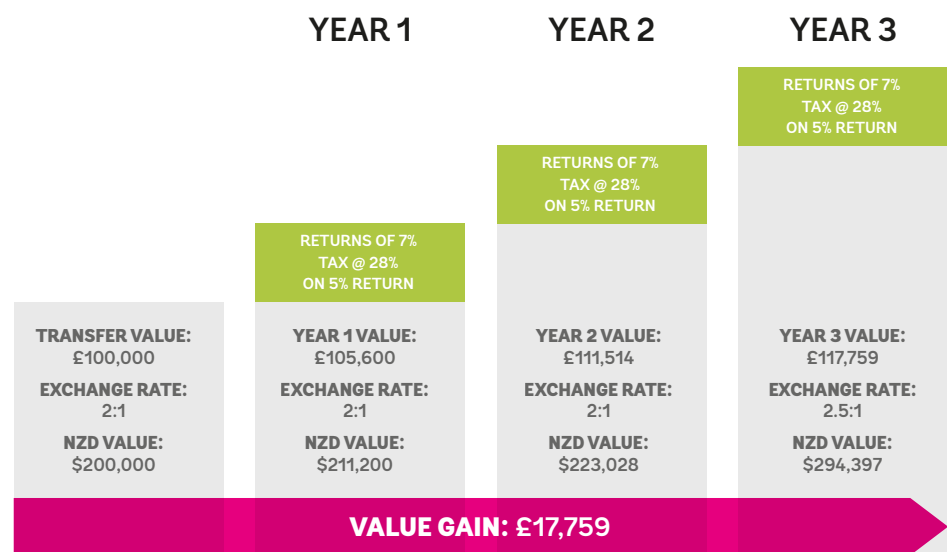 YEAR 1
YEAR 2
YEAR 3
RETURNS OF 7%
TAX @ 28%
ON 5% RETURN
RETURNS OF 7%
TAX @ 28%
ON 5% RETURN
RETURNS OF 7%
TAX @ 28%
ON 5% RETURN
TRANSFER VALUE:
£100,000
EXCHANGE RATE:
2:1
NZD VALUE:
$200,000
YEAR 1 VALUE:
£105,600
EXCHANGE RATE:
2:1
NZD VALUE:
$211,200
YEAR 2 VALUE:
£111,514
EXCHANGE RATE:
2:1
NZD VALUE:
$223,028
YEAR 3 VALUE:
£117,759
EXCHANGE RATE:
2.5:1
NZD VALUE:
$294,397
VALUE GAIN: £17,759